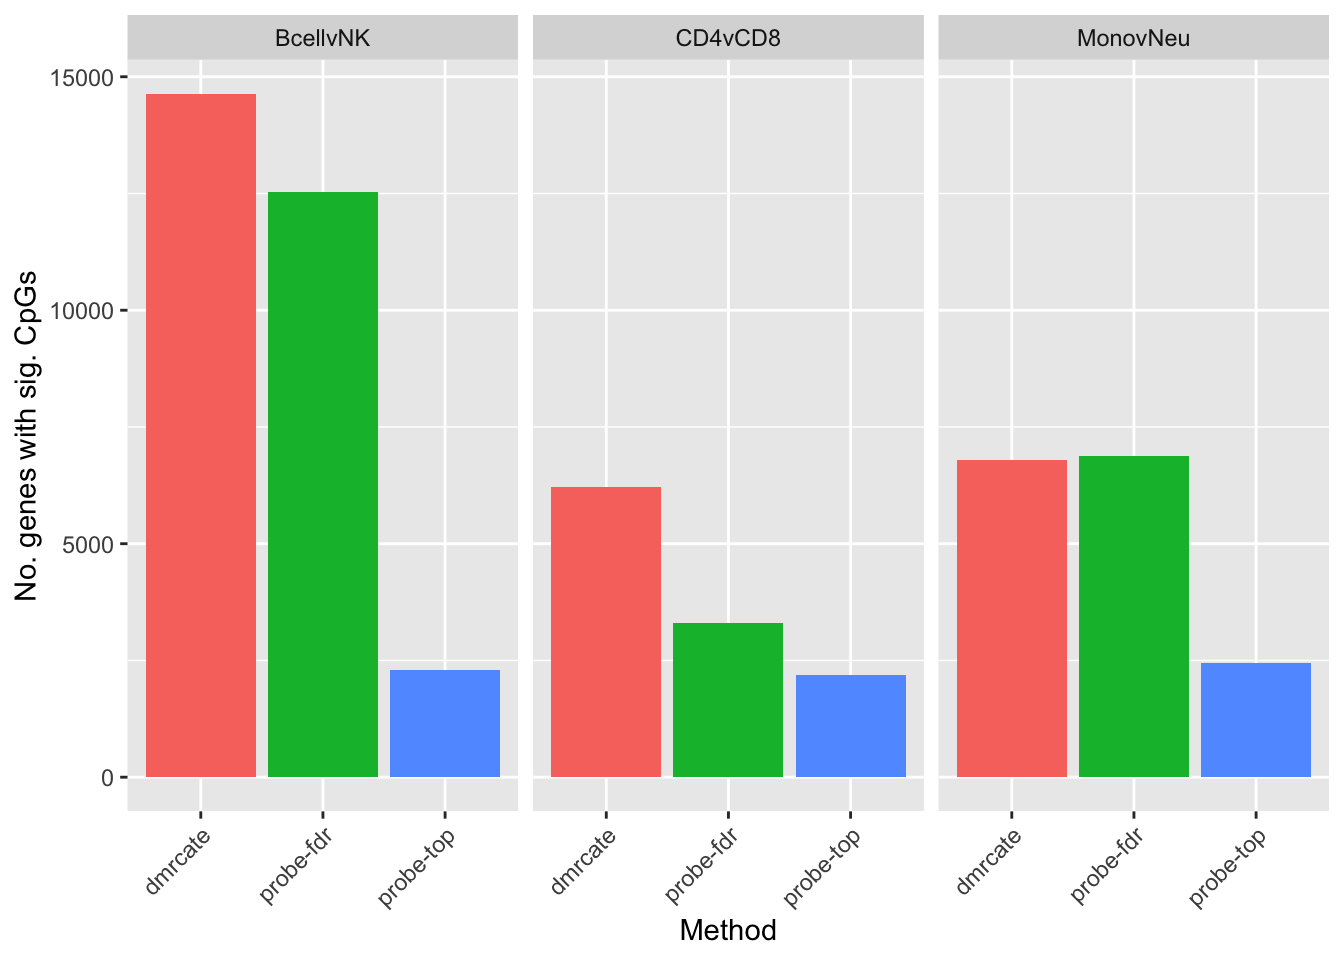 BcellvNK CD4vCD8 MonovNeu
15000
10000
5000
0
No. genes with sig. CpGs
dmrcate probe-fdr probe-top dmrcate probe-fdr probe-top dmrcate probe-fdr probe-top
Method